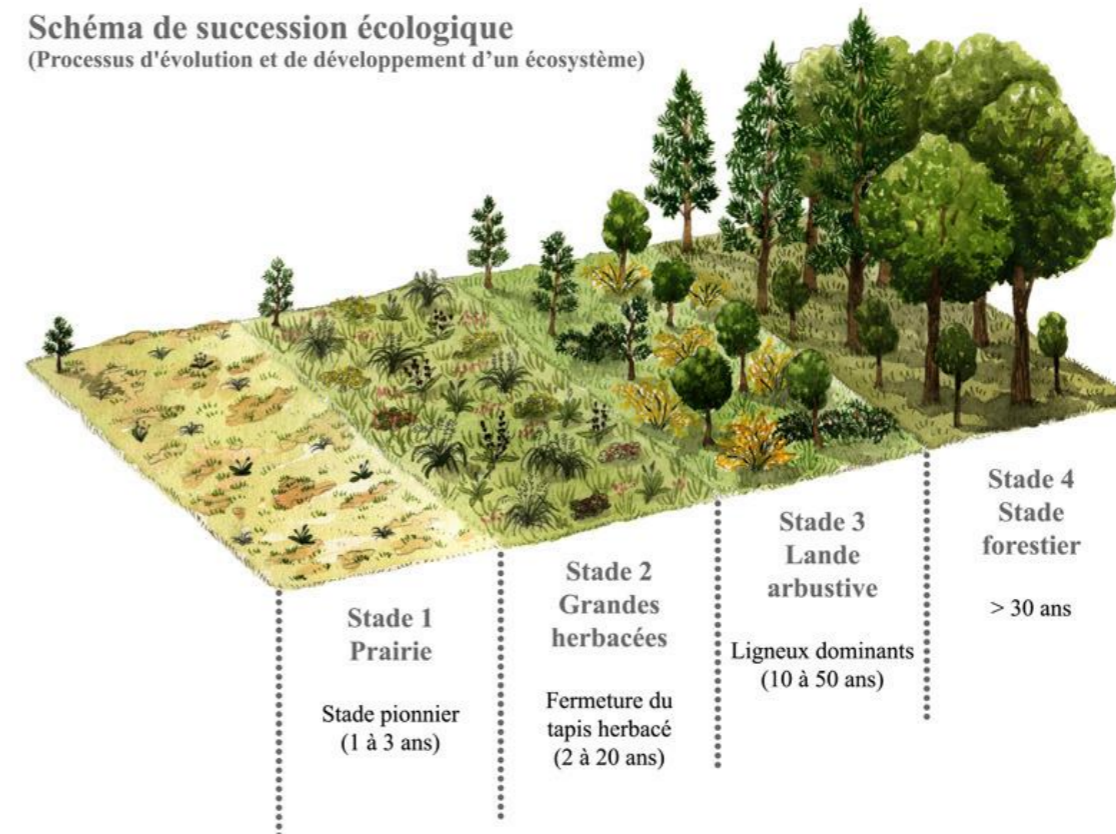 Schéma de succession écologique
(Processus d'évolution et de développement d’un écosystème)
Stade 1
Prairie
Stade pionnier
(1 à 3 ans)
Stade 2
Grandes
herbacées
Fermeture du
tapis herbacé
(2 à 20 ans)
Stade 3
Lande
arbustive
Ligneux dominants
(10 à 50 ans)
Stade 4
Stade
forestier
> 30 ans